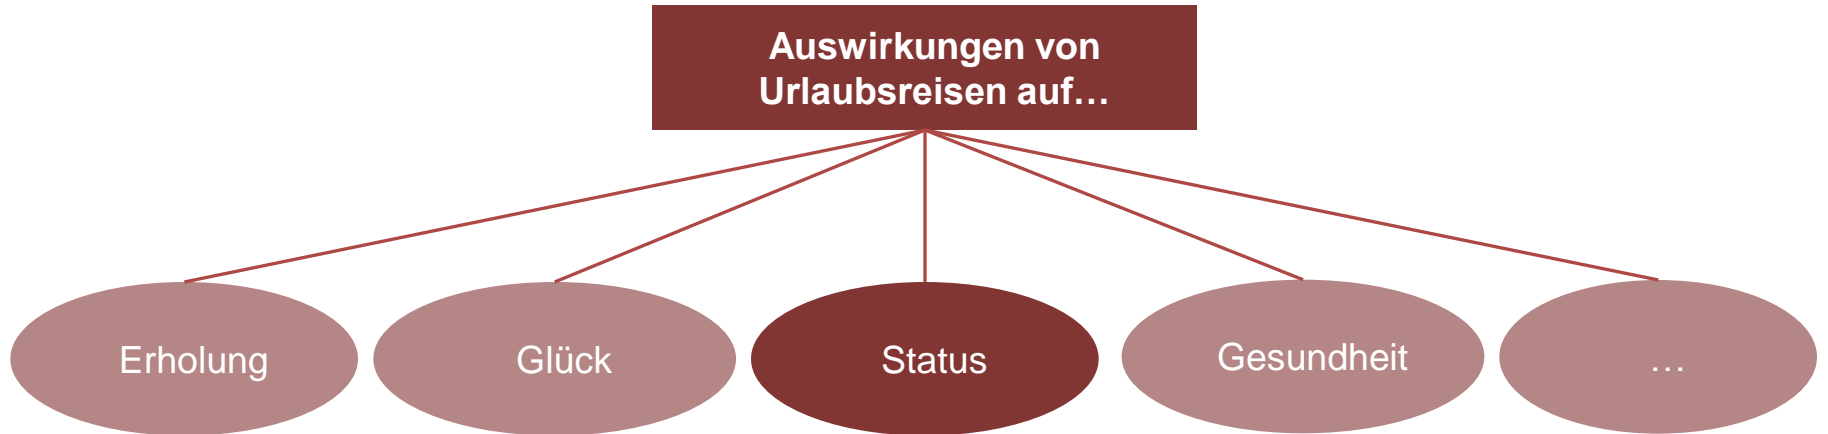 Auswirkungen von
Urlaubsreisen auf…
Erholung
Glück
Status
Gesundheit
…